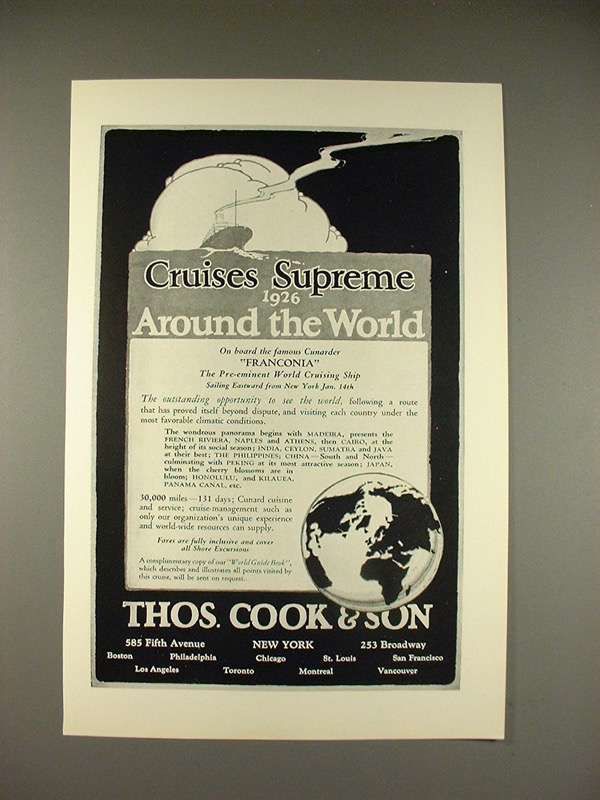 Cruises Supreme
1926
Around the World
On board the famous Cunarder
"FRANCONIA"
The Pre-eminent World Cruising Ship
Sailing Eastward from New York Jan. 14th
The outstanding opportunity to see the world, following a route
that has proved itself beyond dispute, and visiting each country under the
most favorable climatic conditions.
The wondrous panorama begins with MADEIRA, presents the
FRENCH RIVIERA, NAPLES and ATHENS, then CAIRO, at the
height of its social season; INDIA, CEYLON, SUMATRA and JAVA
at their best; THE PHILIPPINES; CHINA—South and North—
culminating with PEKING at its most attractive season; JAPAN,
when the cherry blossoms are in
bloom; HONOLULU, and KILAUEA,
PANAMA CANAL, etc.
30,000 miles—131 days; Cunard cuisine
and service; cruise-management such as
only our organization's unique experience
and world-wide resources can supply.
Fares are fully inclusive and cover
all Shore Excursions
A complimentary copy of our "World Guide Book",
which describes and illustrates all points visited by
this cruise, will be sent on request.
THOS. COOK & SON
585 Fifth Avenue NEW YORK 253 Broadway
Boston Philadelphia Chicago St. Louis San Francisco
Los Angeles Toronto Montreal Vancouver